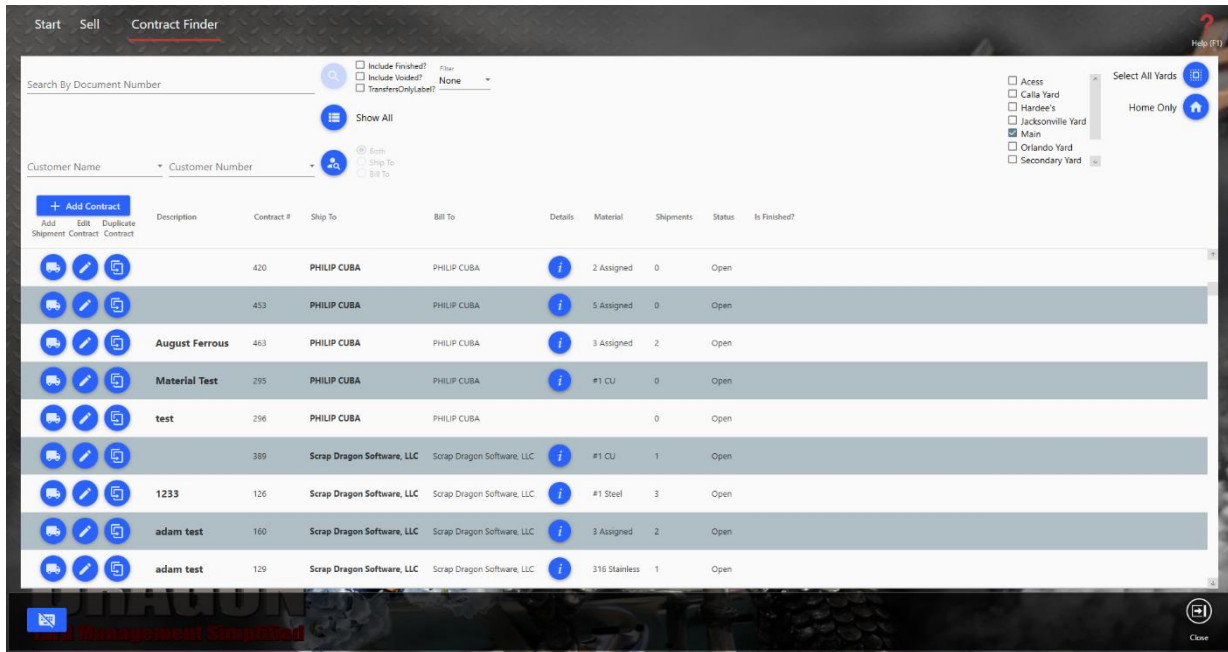 Start Sell Contract Finder
?
Help (F1)
Search By Document Number
Include Finished?
Include Voided?
TransfersOnlyLabel?
Filter
None
Show All
Customer Name
Customer Number
Both
Ship To
Bill To
Acess
Calla Yard
Hardee's
Jacksonville Yard
Main
Orlando Yard
Secondary Yard
Select All Yards
Home Only
+ Add Contract
Add Shipment
Edit Contract
Duplicate Contract
Description Contract # Ship To Bill To Details Material Shipments Status Is Finished?
420 PHILIP CUBA PHILIP CUBA i 2 Assigned 0 Open
453 PHILIP CUBA PHILIP CUBA i 5 Assigned 0 Open
August Ferrous 463 PHILIP CUBA PHILIP CUBA i 3 Assigned 2 Open
Material Test 295 PHILIP CUBA PHILIP CUBA i #1 CU 0 Open
test 296 PHILIP CUBA PHILIP CUBA 0 Open
389 Scrap Dragon Software, LLC Scrap Dragon Software, LLC i #1 CU 1 Open
1233 126 Scrap Dragon Software, LLC Scrap Dragon Software, LLC i #1 Steel 3 Open
adam test 160 Scrap Dragon Software, LLC Scrap Dragon Software, LLC i 3 Assigned 2 Open
adam test 129 Scrap Dragon Software, LLC Scrap Dragon Software, LLC i 316 Stainless 1 Open
DRAGON
Yard Management Simplified
Close